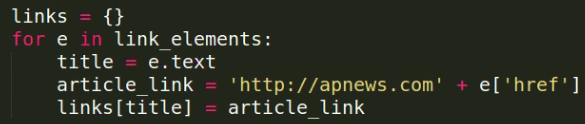 links = {}
for e in link_elements:
    title = e.text
    article_link = 'http://apnews.com' + e['href']
    links[title] = article_link